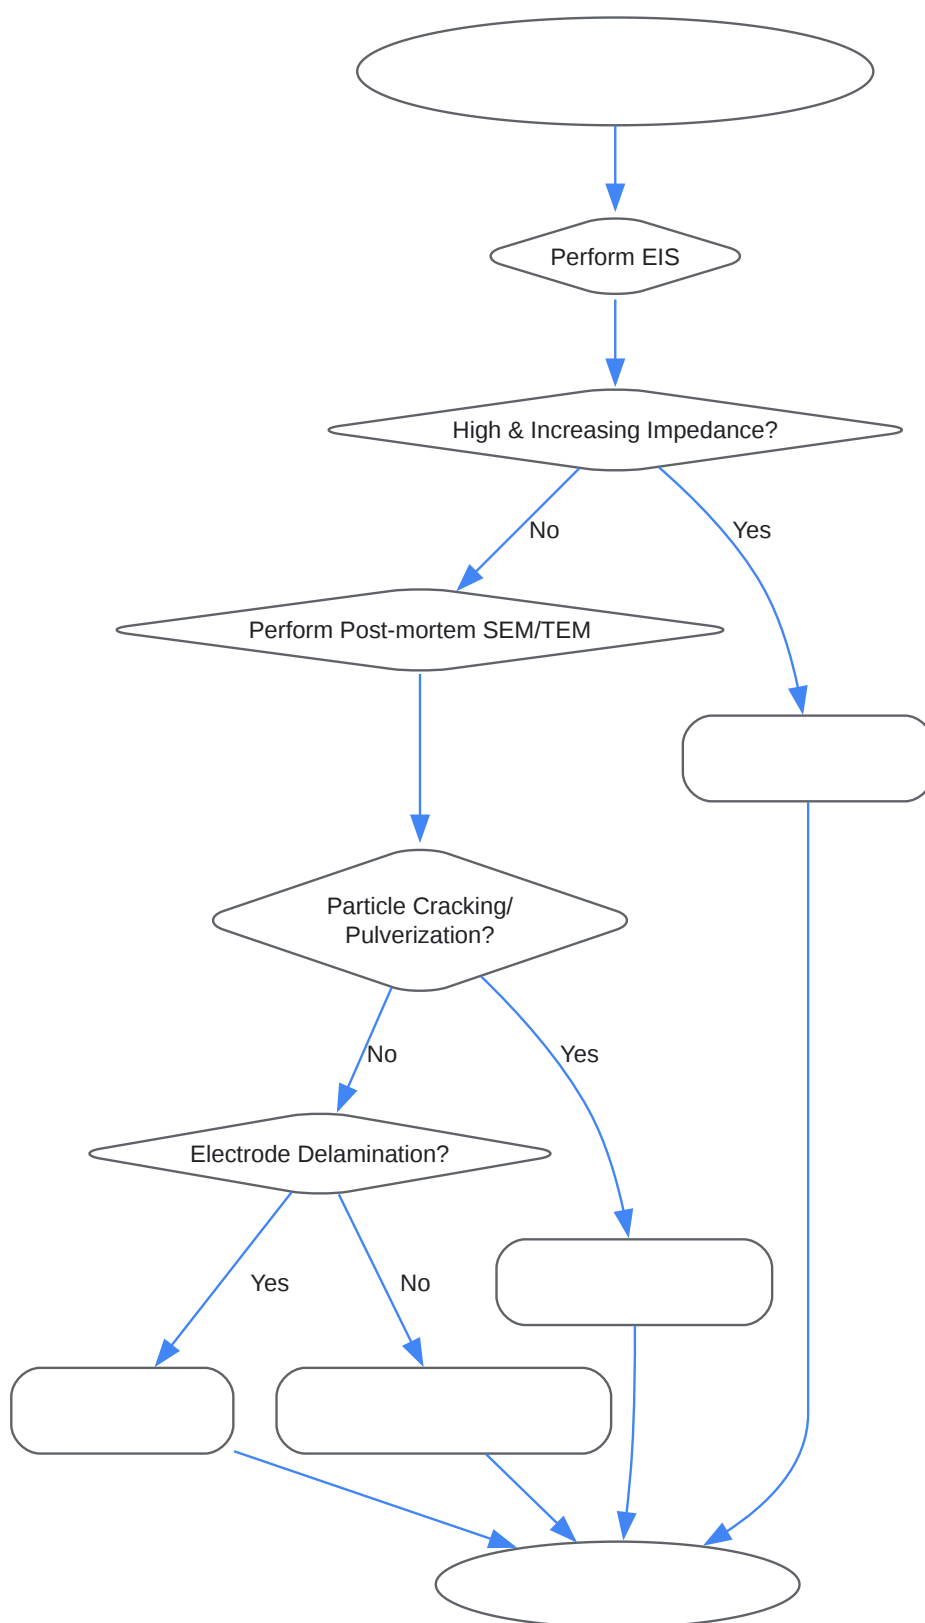 Perform EIS
High & Increasing Impedance?
No
Yes
Perform Post-mortem SEM/TEM
Particle Cracking/
Pulverization?
No
Yes
Electrode Delamination?
Yes
No